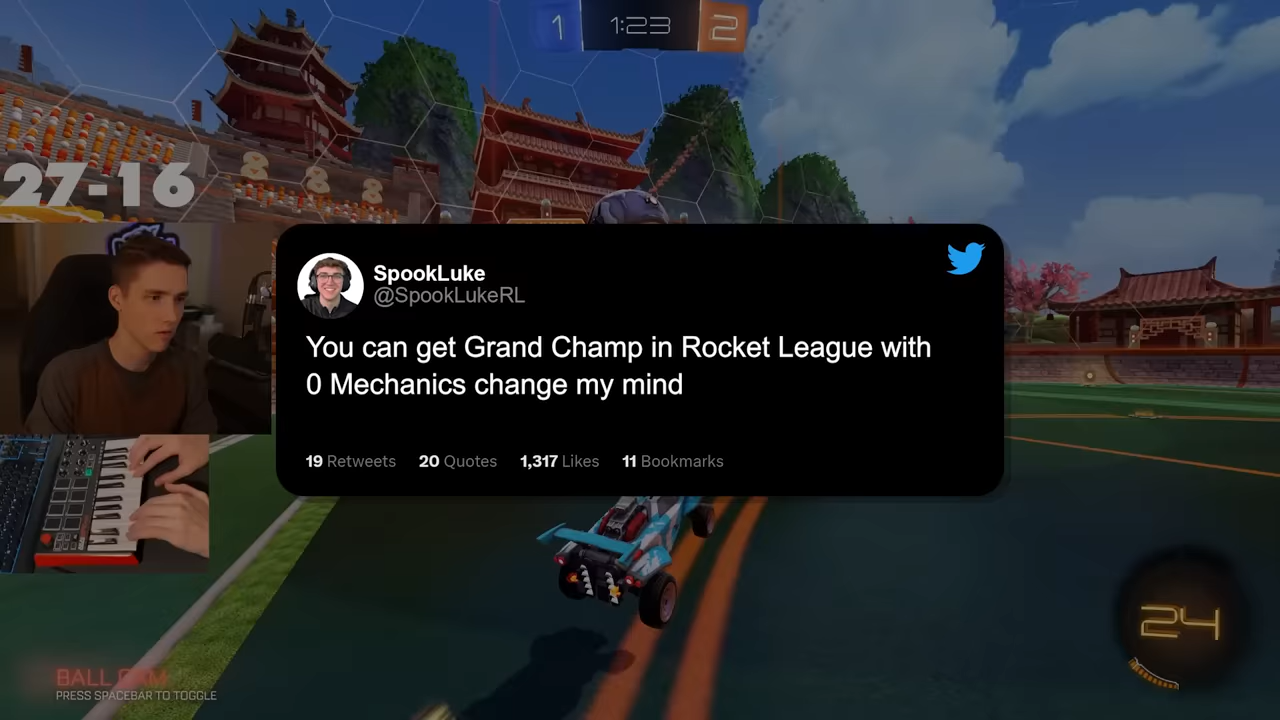 1
1:23
2
27-16
SpookLuke
@SpookLukeRL
You can get Grand Champ in Rocket League with
0 Mechanics change my mind
19 Retweets 20 Quotes 1,317 Likes 11 Bookmarks
24
BALL CAM
PRESS SPACEBAR TO TOGGLE